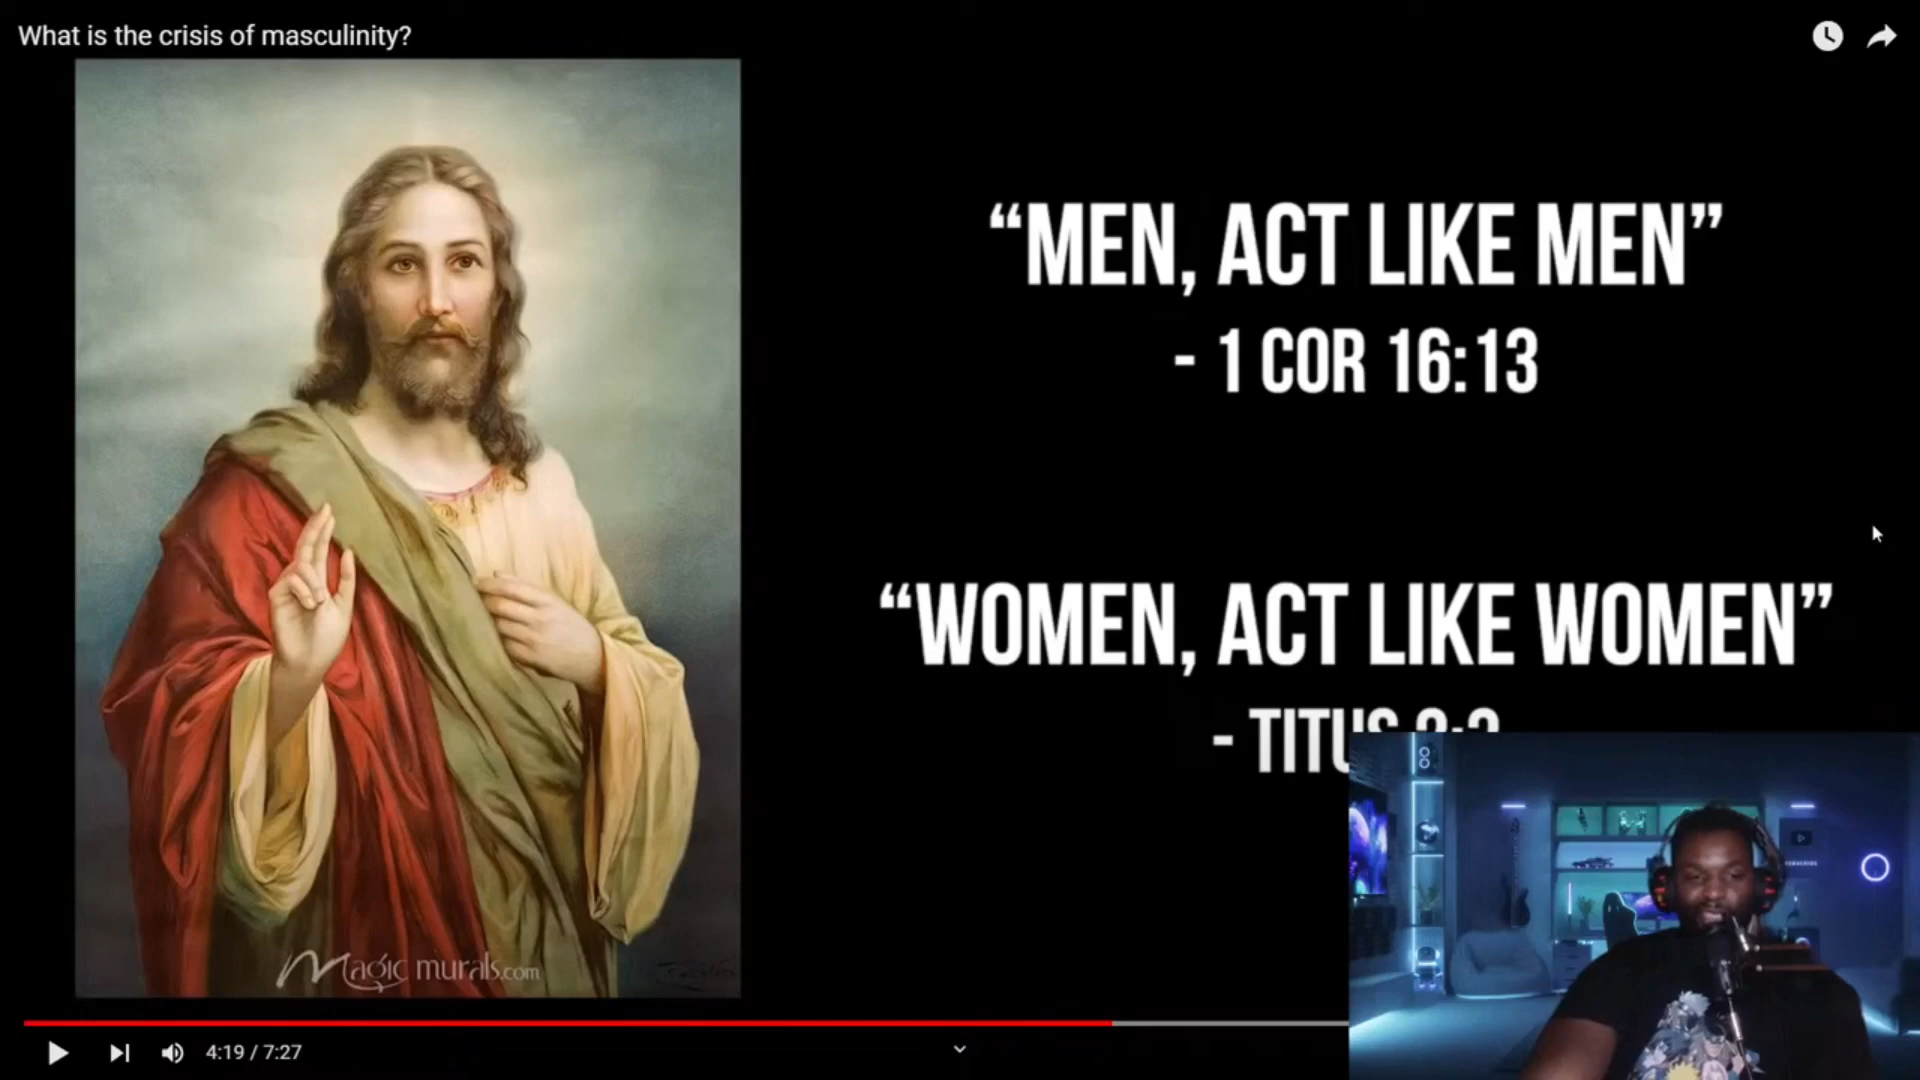 What is the crisis of masculinity?
“MEN, ACT LIKE MEN”
- 1 COR 16:13
“WOMEN, ACT LIKE WOMEN”
-
Magic murals.com
4:19 / 7:27